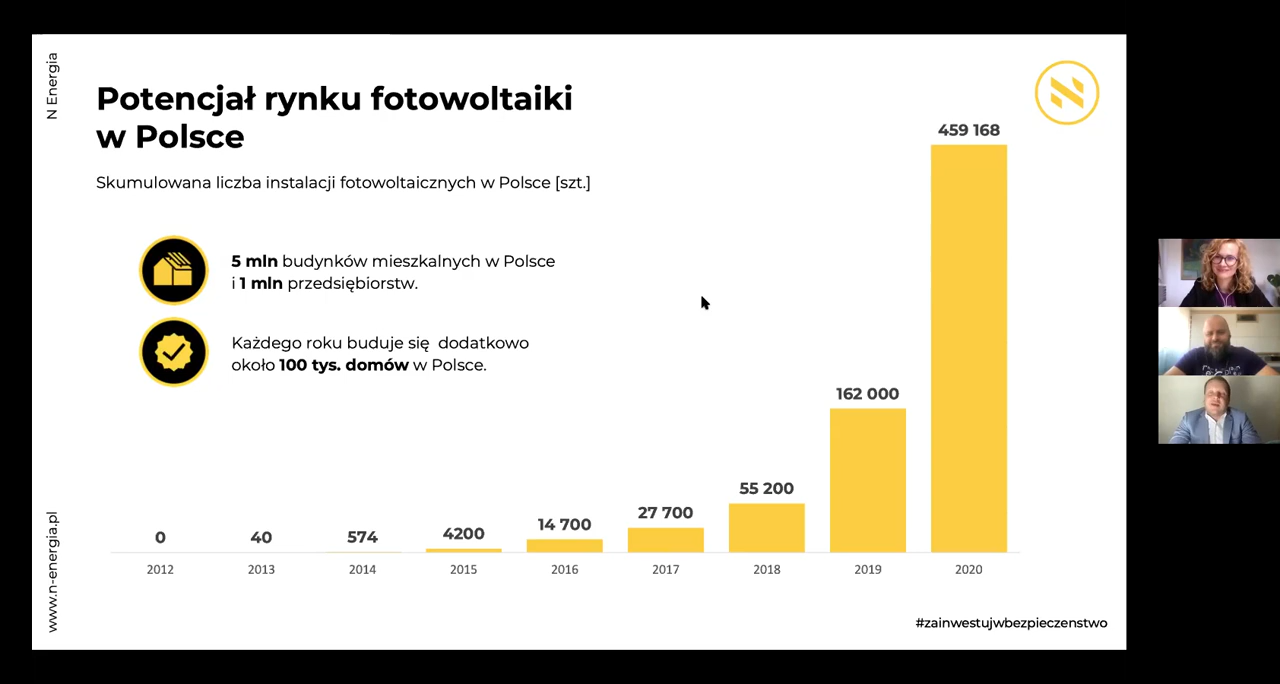 N Energia
Potencjał rynku fotowoltaiki
w Polsce
Skumulowana liczba instalacji fotowoltaicznych w Polsce [szt.]
5 mln budynków mieszkalnych w Polsce
i 1 mln przedsiębiorstw.
Każdego roku buduje się dodatkowo
około 100 tys. domów w Polsce.
0
40
574
4200
14 700
27 700
55 200
162 000
459 168
2012
2013
2014
2015
2016
2017
2018
2019
2020
www.n-energia.pl
#zainwestujwbezpieczenstwo